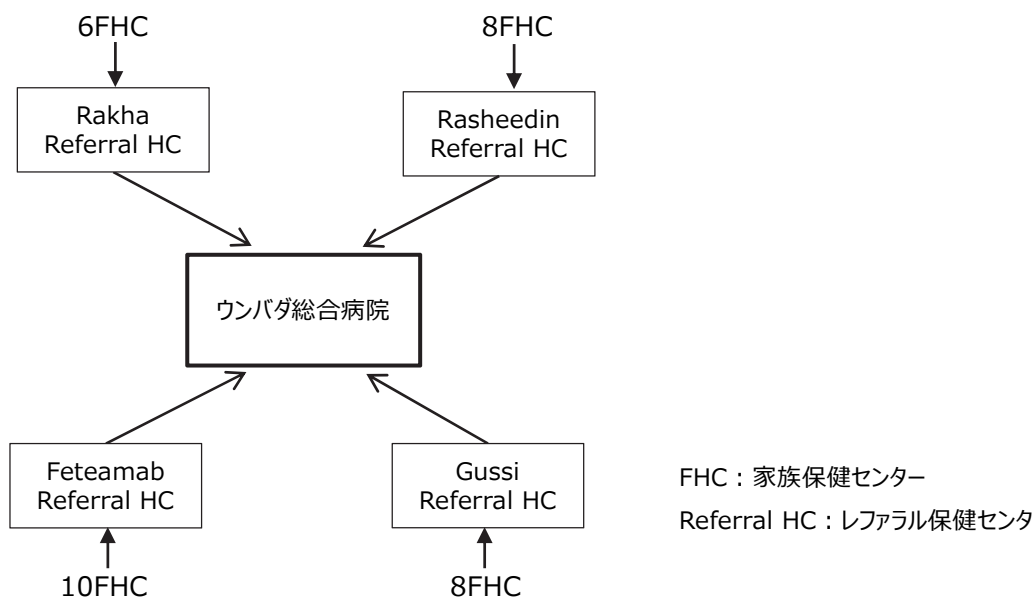 6FHC
8FHC
Rakha
Referral HC
Rasheedin
Referral HC
ウンバダ総合病院
Feteamab
Referral HC
Gussi
Referral HC
FHC：家族保健センター
Referral HC：レファラル保健センタ
10FHC
8FHC